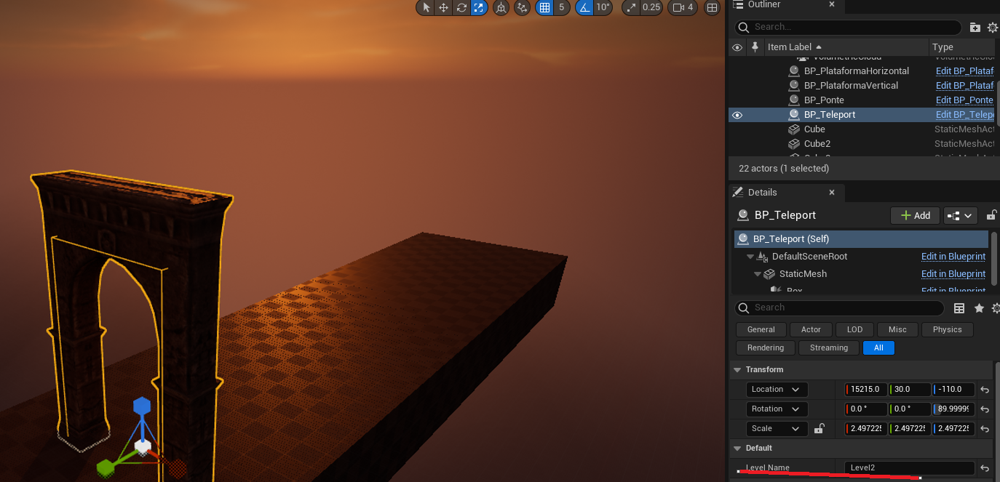 5
10°
0.25
4
Outliner
Search...
Item Label
Type
BP_PlataformaHorizontal
Edit BP_Plataf
BP_PlataformaVertical
Edit BP_Plataf
BP_Ponte
Edit BP_Ponte
BP_Teleport
Edit BP_Telep
Cube
StaticMeshAct
Cube2
StaticMeshAct
22 actors (1 selected)
Details
BP_Teleport
Add
BP_Teleport (Self)
DefaultSceneRoot
Edit in Blueprint
StaticMesh
Edit in Blueprint
Box
Edit in Blueprint
Search
General
Actor
LOD
Misc
Physics
Rendering
Streaming
All
Transform
Location
15215.0
30.0
-110.0
Rotation
0.0 °
0.0 °
89.99999
Scale
2.497225
2.497225
2.497225
Default
Level Name
Level2